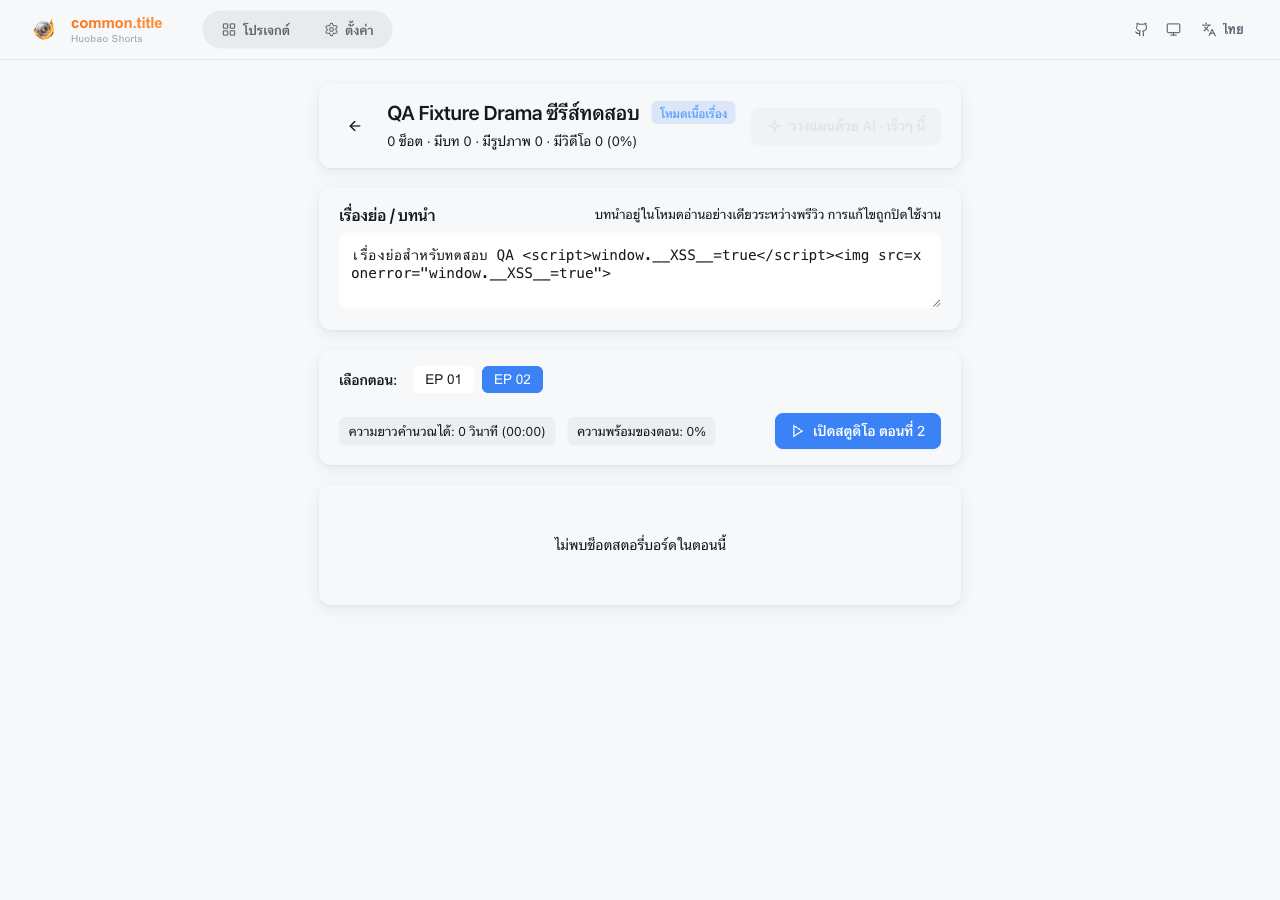 common.title
Huobao Shorts
โปรเจกต์
ตั้งค่า
ไทย
QA Fixture Drama ซีรีส์ทดสอบ
โหมดเนื้อเรื่อง
0 ช็อต · มีบท 0 · มีรูปภาพ 0 · มีวิดีโอ 0 (0%)
วางแผนด้วย AI · เร็วๆ นี้
เรื่องย่อ / บทนำ
บทนำอยู่ในโหมดอ่านอย่างเดียวระหว่างพรีวิว การแก้ไขถูกปิดใช้งาน
เรื่องย่อสำหรับทดสอบ QA <script>window.__XSS__=true</script><img src=x
onerror="window.__XSS__=true">
เลือกตอน:
EP 01
EP 02
ความยาวคำนวณได้: 0 วินาที (00:00)
ความพร้อมของตอน: 0%
เปิดสตูดิโอ ตอนที่ 2
ไม่พบช็อตสตอรี่บอร์ดในตอนนี้